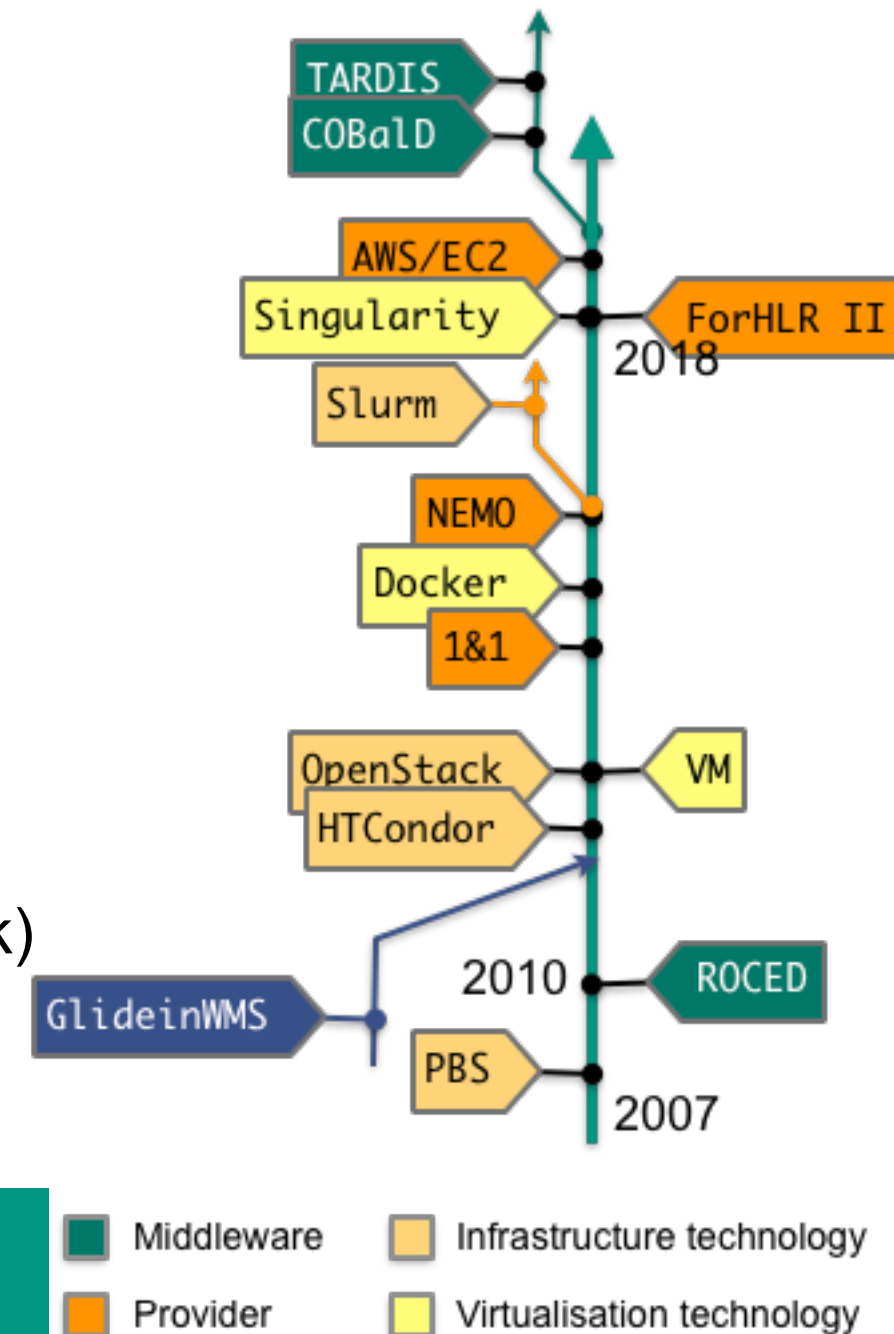 TARDIS
COBalD
AWS/EC2
Singularity
ForHLR II
2018
Slurm
NEMO
Docker
1&1
OpenStack
VM
HTCondor
k)
2010
ROCED
GlideinWMS
PBS
2007
Middleware
Infrastructure technology
Provider
Virtualisation technology